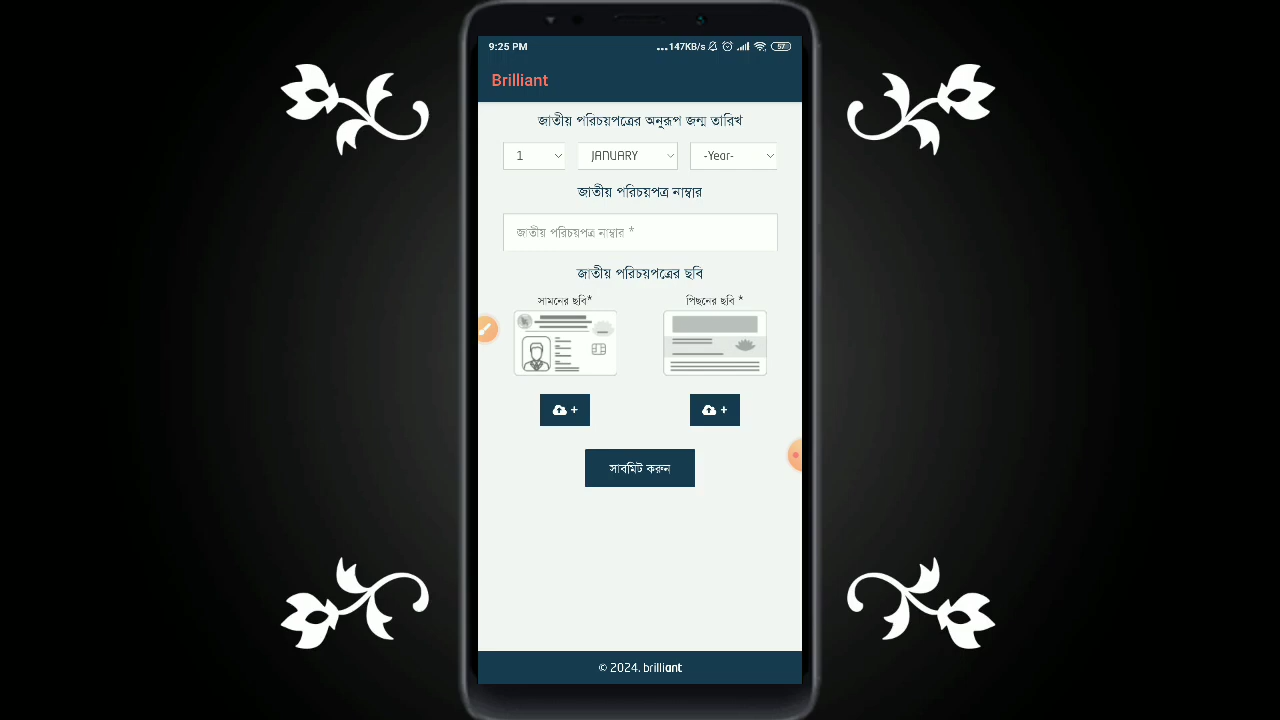 9:25 PM ...147KB/s 57
Brilliant
জাতীয় পরিচয়পত্রের অনুরূপ জন্ম তারিখ
1 JANUARY -Year-
জাতীয় পরিচয়পত্র নাম্বার
জাতীয় পরিচয়পত্র নাম্বার *
জাতীয় পরিচয়পত্রের ছবি
সামনের ছবি* পিছনের ছবি *
+ +
সাবমিট করুন
© 2024. brilliant